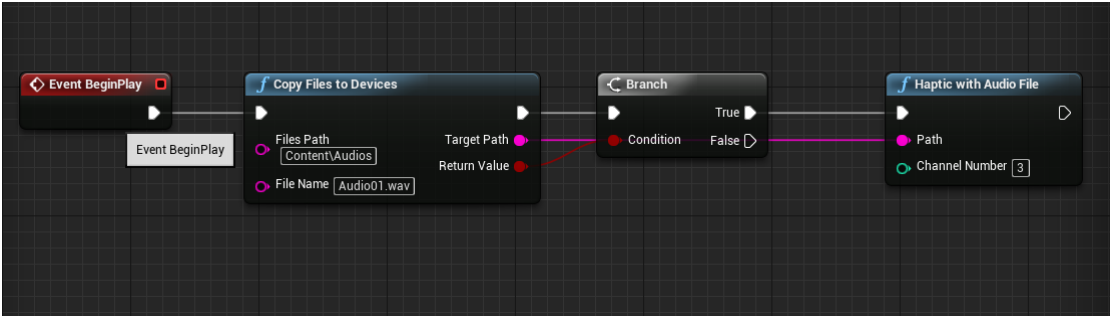 Event BeginPlay
Event BeginPlay
Copy Files to Devices
Files Path
Content\Audios
File Name Audio01.wav
Target Path
Return Value
Branch
True
Condition
False
Haptic with Audio File
Path
Channel Number 3